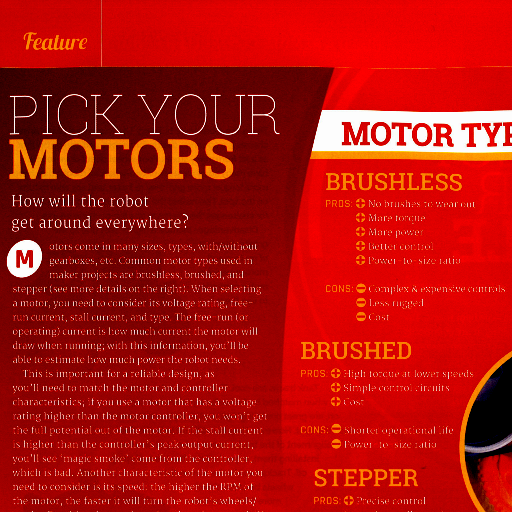 Feature
PICK YOUR
MOTORS
How will the robot
get around everywhere?
Motors come in many sizes, types, with/without
gearboxes, etc. Common motor types used in
maker projects are brushless, brushed, and
stepper (see more details on the right). When selecting
a motor, you need to consider its voltage rating, free-
run current, stall current, and type. The free-run (or
operating) current is how much current the motor will
draw when running; with this information, you'll be
able to estimate how much power the robot needs.
This is important for a reliable design, as
you'll need to match the motor and controller
characteristics; if you use a motor that has a voltage
rating higher than the motor controller, you won't get
the full potential out of the motor. If the stall current
is higher than the controller's peak output current,
you'll see 'magic smoke' come from the controller,
which is bad. Another characteristic of the motor you
need to consider is its speed: the higher the RPM of
the motor, the faster it will turn the robot's wheels/
MOTOR TYP
BRUSHLESS
PROS: No brushes to wear out
More torque
More power
Better control
Power-to-size ratio
CONS: Complex & expensive controls
Less rugged
Cost
BRUSHED
PROS: High torque at lower speeds
Simple control circuits
Cost
CONS: Shorter operational life
Power-to-size ratio
STEPPER
PROS: Precise control